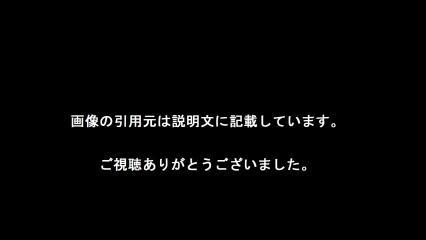 画像の引用元は説明文に記載しています。
ご視聴ありがとうございました。